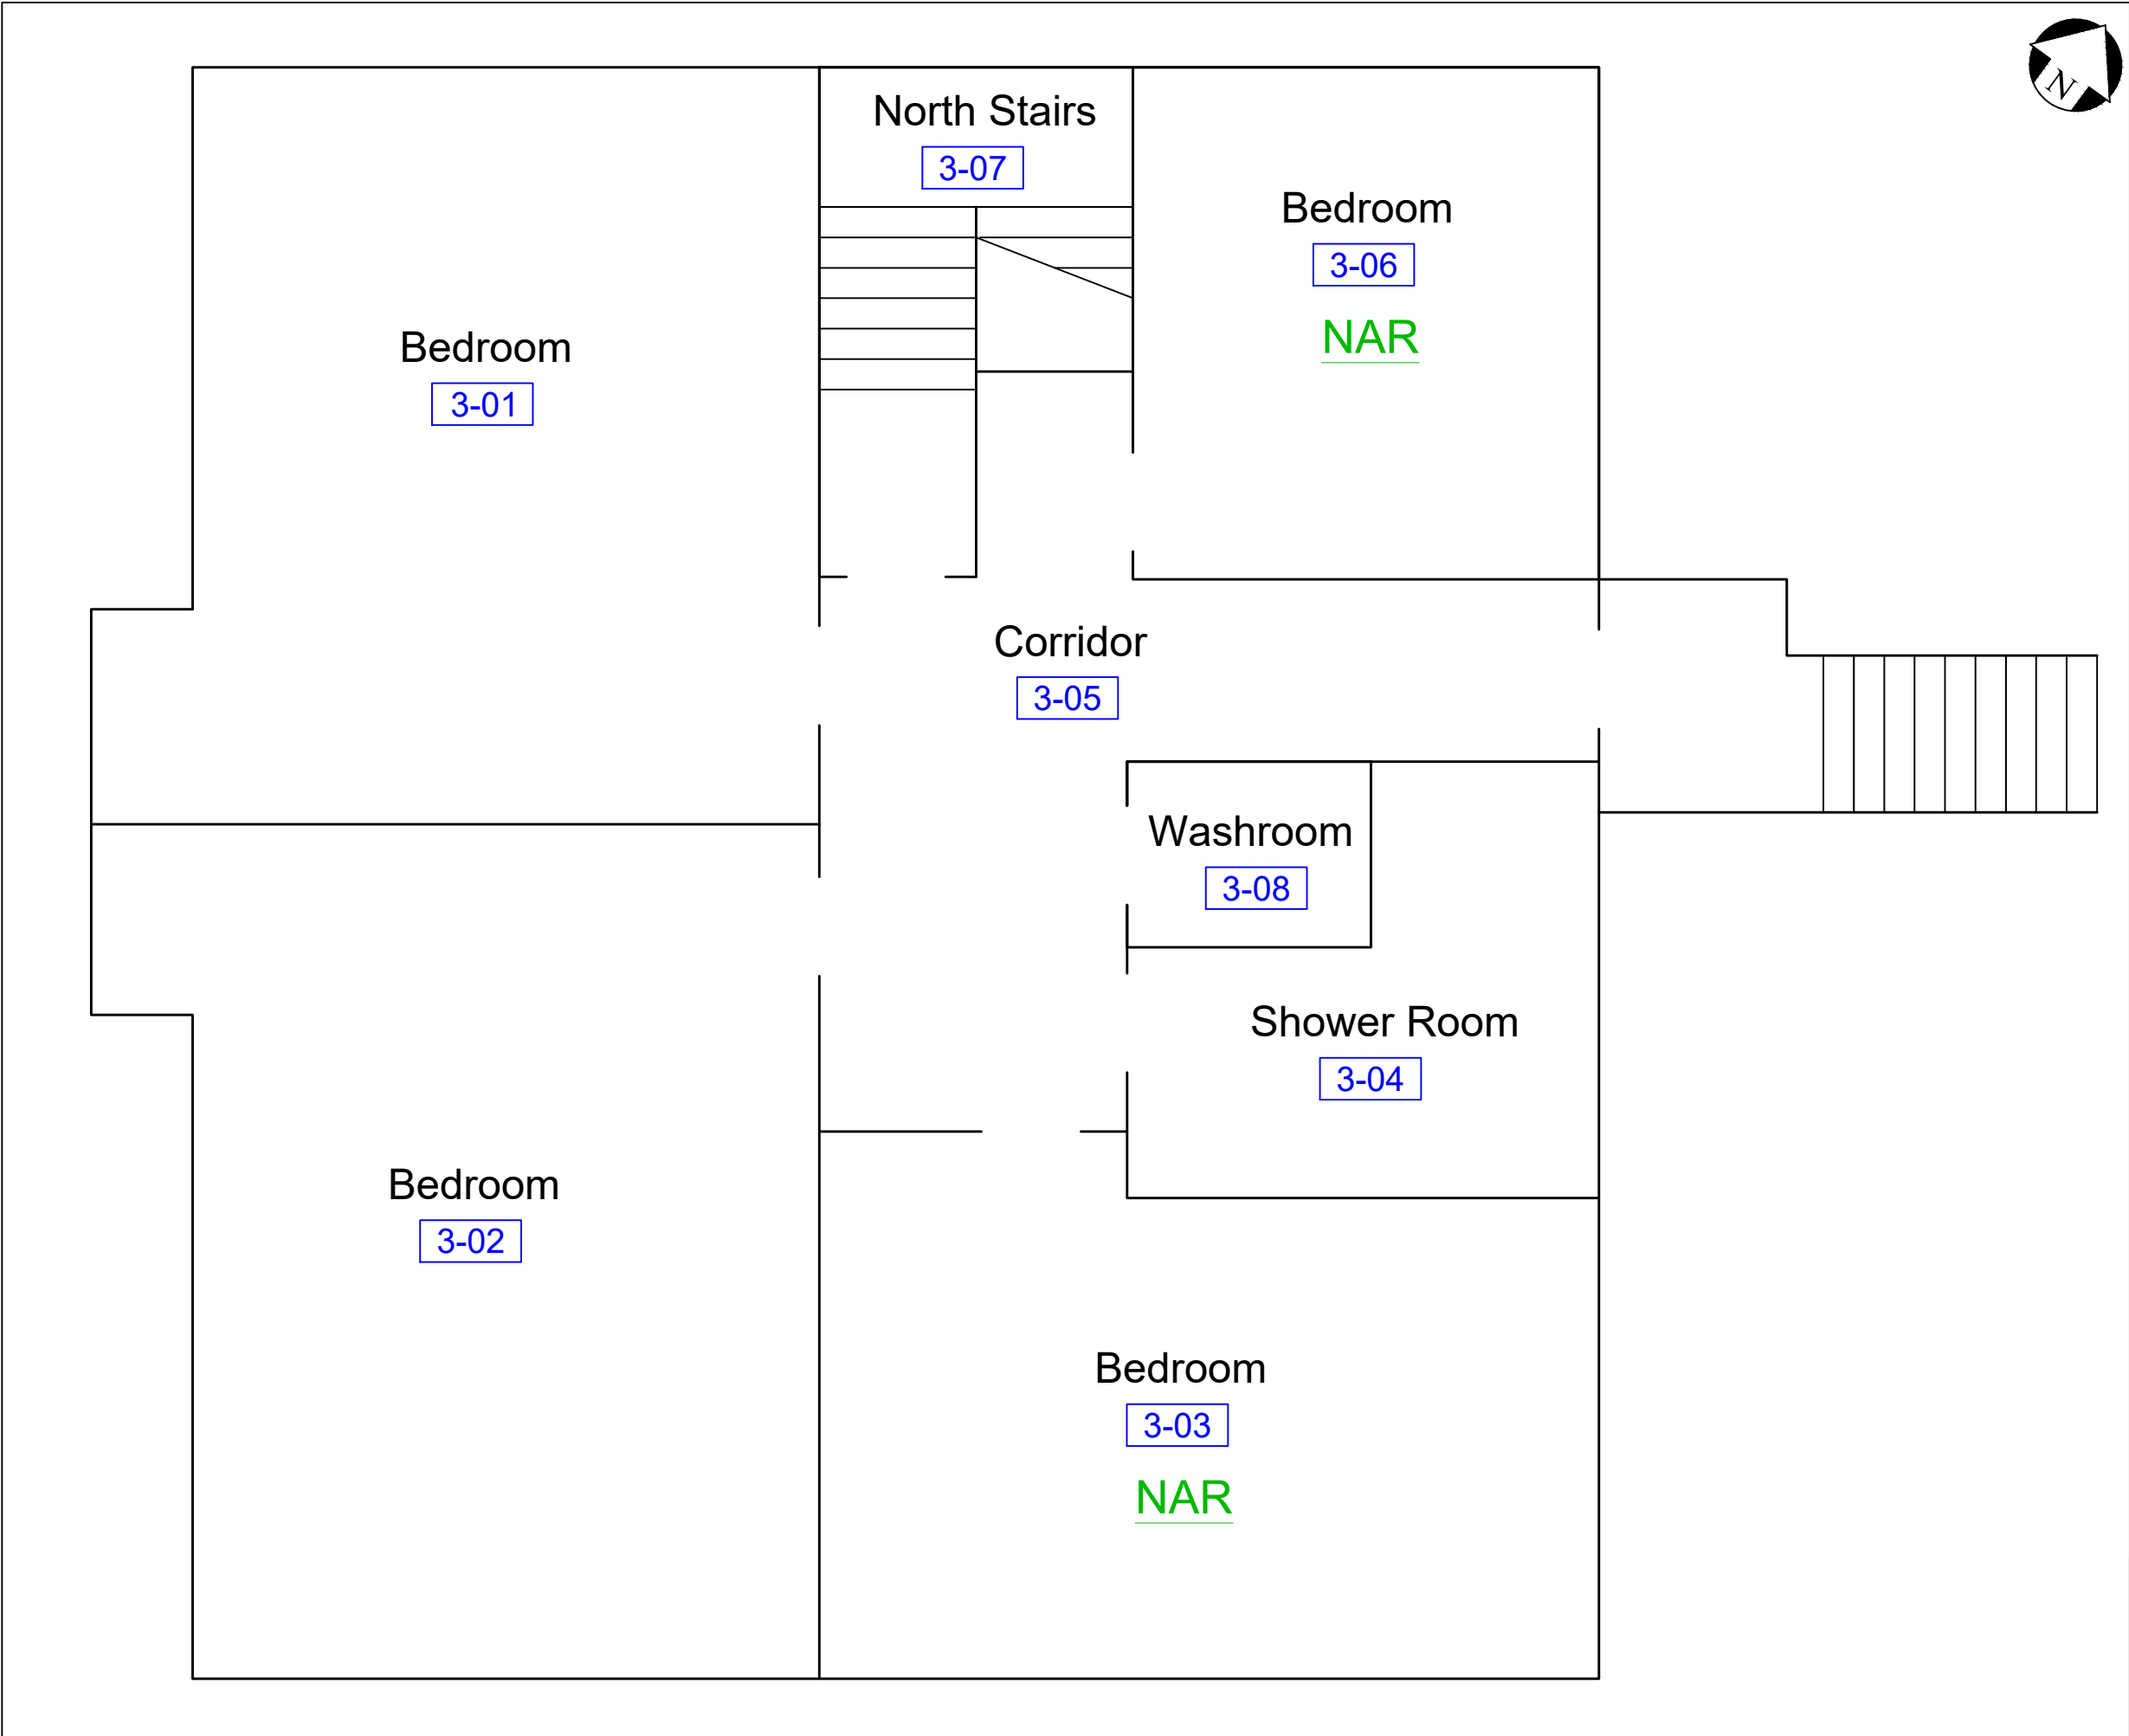 N
North Stairs
3-07
Bedroom
3-06
NAR
Bedroom
3-01
Corridor
3-05
Washroom
3-08
Shower Room
3-04
Bedroom
3-02
Bedroom
3-03
NAR